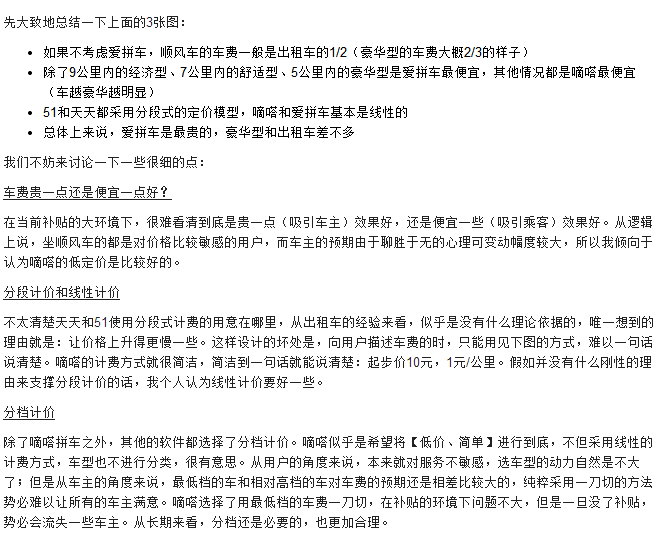 先大致地总结一下上面的3张图：
如果不考虑爱拼车，顺风车的车费一般是出租车的1/2（豪华型的车费大概2/3的样子）
除了9公里内的经济型、7公里内的舒适型、5公里内的豪华型是爱拼车最便宜，其他情况都是嘀嗒最便宜
（车越豪华越明显）
51和天天都采用分段式的定价模型，嘀嗒和爱拼车基本是线性的
总体上来说，爱拼车是最贵的，豪华型和出租车差不多
我们不妨来讨论一下一些很细的点：
车费贵一点还是便宜一点好？
在当前补贴的大环境下，很难看清到底是贵一点（吸引车主）效果好，还是便宜一些（吸引乘客）效果好。从逻辑
上说，坐顺风车的都是对价格比较敏感的用户，而车主的预期由于聊胜于无的心理可变动幅度较大，所以我倾向于
认为嘀嗒的低定价是比较好的。
分段计价和线性计价
不太清楚天天和51使用分段式计费的用意在哪里，从出租车的经验来看，似乎是没有什么理论依据的，唯一想到的
理由就是：让价格上升得更慢一些。这样设计的坏处是，向用户描述车费的时，只能用见下图的方式，难以一句话
说清楚。嘀嗒的计费方式就很简洁，简洁到一句话就能说清楚：起步价10元，1元/公里。假如并没有什么刚性的理
由来支撑分段计价的话，我个人认为线性计价要好一些。
分档计价
除了嘀嗒拼车之外，其他的软件都选择了分档计价。嘀嗒似乎是希望将【低价、简单】进行到底，不但采用线性的
计费方式，车型也不进行分类，很有意思。从用户的角度来说，本来就对服务不敏感，选车型的动力自然是不大
了；但是从车主的角度来说，最低档的车和相对高档的车对车费的预期还是相差比较大的，纯粹采用一刀切的方法
势必难以让所有的车主满意。嘀嗒选择了用最低档的车费一刀切，在补贴的环境下问题不大，但是一旦没了补贴，
势必会流失一些车主。从长期来看，分档还是必要的，也更加合理。